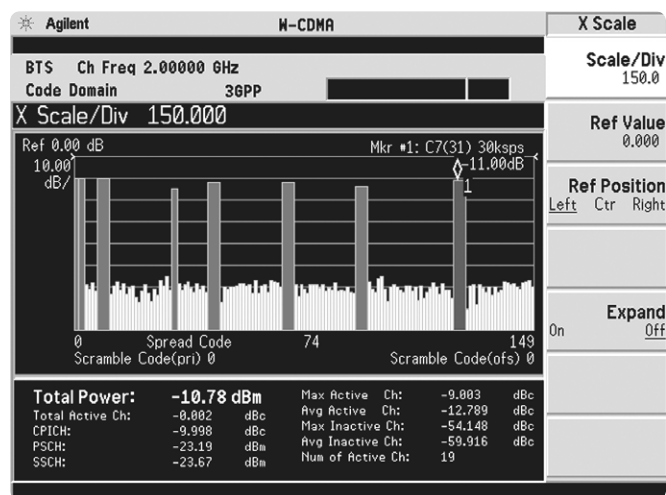 Agilent W-CDMA X Scale
BTS Ch Freq 2.00000 GHz
Code Domain 3GPP
X Scale/Div 150.000
Ref 0.00 dB Mkr #1: C7(31) 30ksps
10.00 -11.00dB
dB/ 1
0 Spread Code 74 149
Scramble Code(pri) 0 Scramble Code(ofs) 0
Total Power: -10.78 dBm
Total Active Ch: -0.002 dBc
CPICH: -9.998 dBc
PSCH: -23.19 dBm
SSCH: -23.67 dBm
Max Active Ch: -9.003 dBc
Avg Active Ch: -12.789 dBc
Max Inactive Ch: -54.148 dBc
Avg Inactive Ch: -59.916 dBc
Num of Active Ch: 19
Scale/Div
150.0
Ref Value
0.000
Ref Position
Left Ctr Right
Expand
On Off